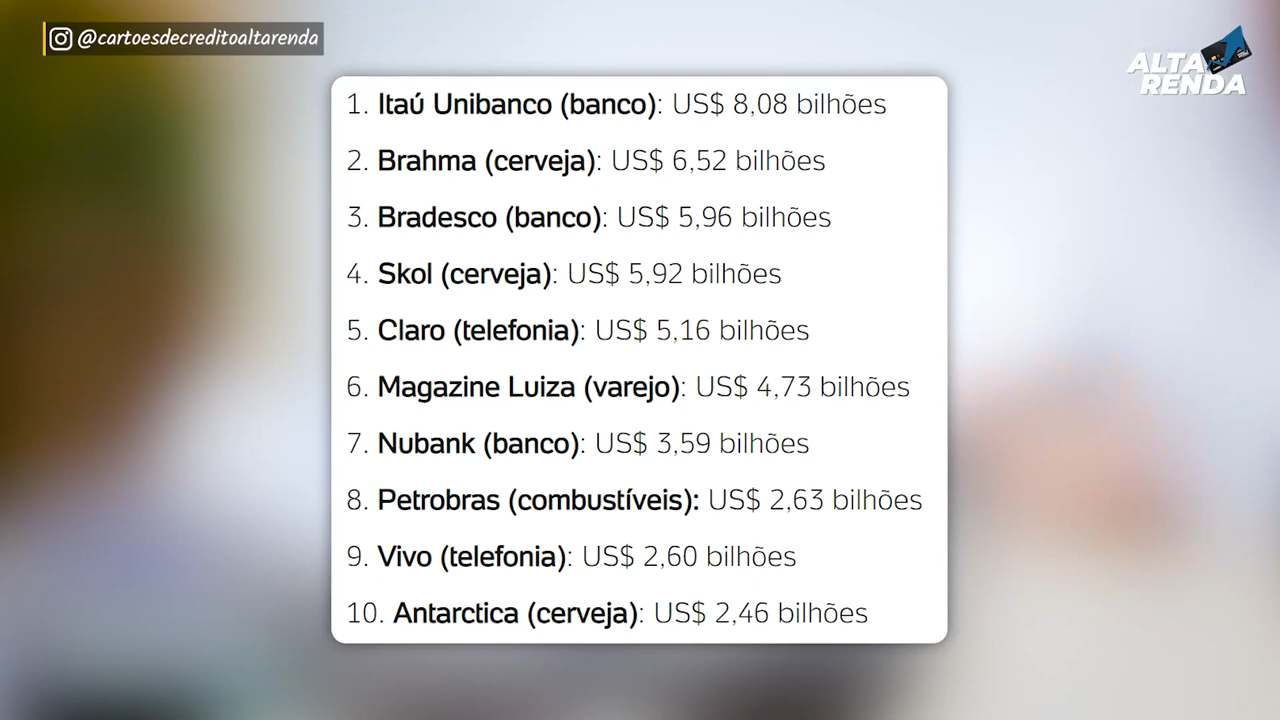 @cartoesdecreditoaltarenda
ALTA
RENDA
1. Itaú Unibanco (banco): US$ 8,08 bilhões
2. Brahma (cerveja): US$ 6,52 bilhões
3. Bradesco (banco): US$ 5,96 bilhões
4. Skol (cerveja): US$ 5,92 bilhões
5. Claro (telefonia): US$ 5,16 bilhões
6. Magazine Luiza (varejo): US$ 4,73 bilhões
7. Nubank (banco): US$ 3,59 bilhões
8. Petrobras (combustíveis): US$ 2,63 bilhões
9. Vivo (telefonia): US$ 2,60 bilhões
10. Antarctica (cerveja): US$ 2,46 bilhões